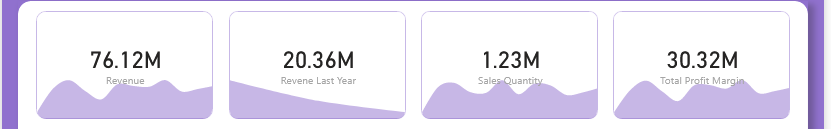 76.12M
Revenue
20.36M
Revene Last Year
1.23M
Sales Quantity
30.32M
Total Profit Margin